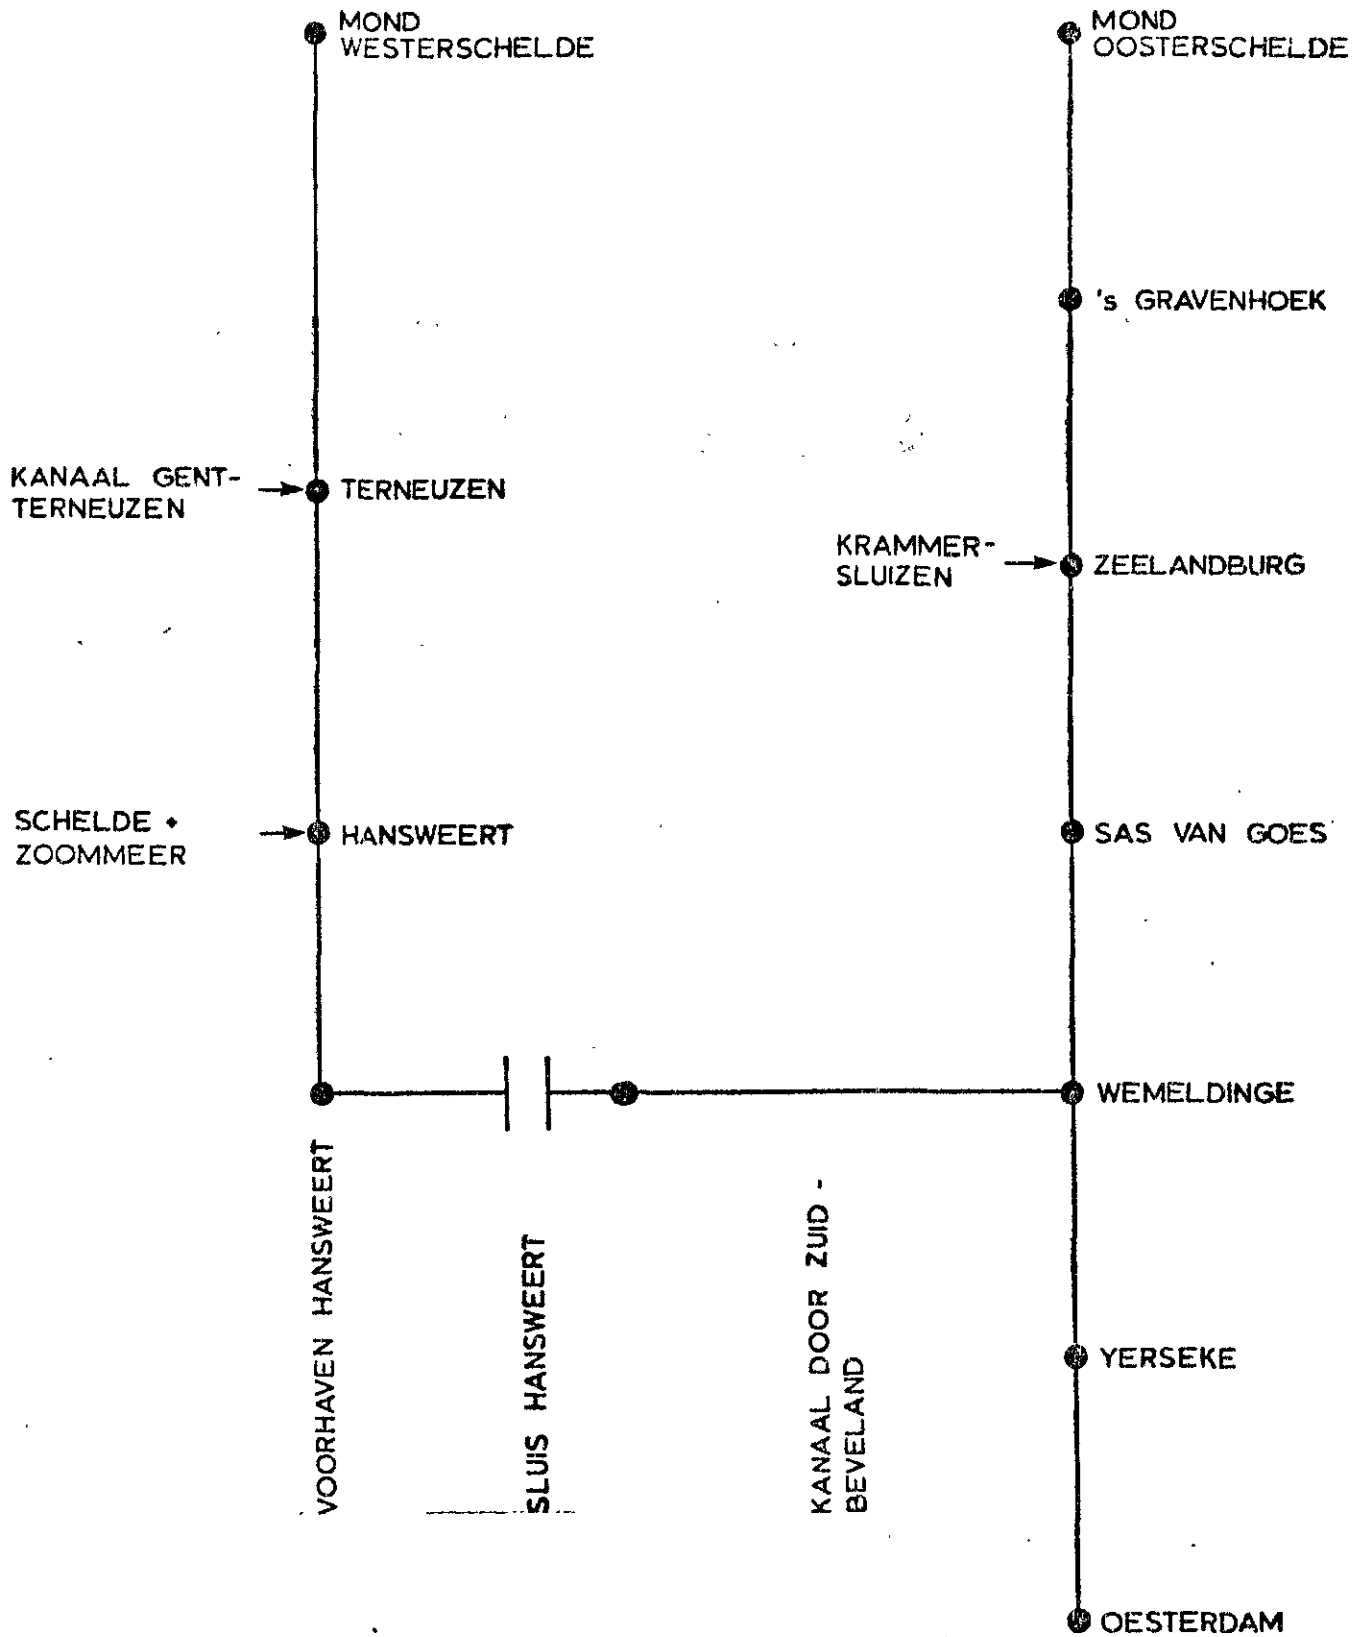 MOND
WESTERSCHELDE
MOND
OOSTERSCHELDE
's GRAVENHOEK
KANAAL GENT-
TERNEUZEN
TERNEUZEN
KRAMMER-
SLUIZEN
ZEELANDBURG
SCHELDE +
ZOOMMEER
HANSWEERT
SAS VAN GOES
WEMELDINGE
VOORHAVEN HANSWEERT
SLUIS HANSWEERT
KANAAL DOOR ZUID-
BEVELAND
YERSEKE
OESTERDAM